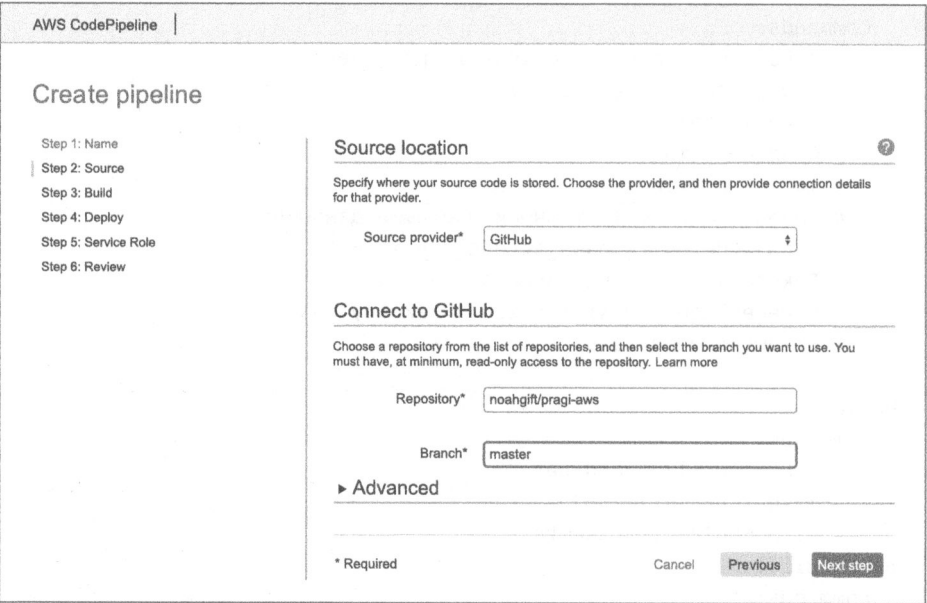 AWS CodePipeline
Create pipeline
Step 1: Name
Step 2: Source
Step 3: Build
Step 4: Deploy
Step 5: Service Role
Step 6: Review
Source location
?
Specify where your source code is stored. Choose the provider, and then provide connection details
for that provider.
Source provider* GitHub
Connect to GitHub
Choose a repository from the list of repositories, and then select the branch you want to use. You
must have, at minimum, read-only access to the repository. Learn more
Repository* noahgift/pragi-aws
Branch* master
Advanced
* Required Cancel Previous Next step